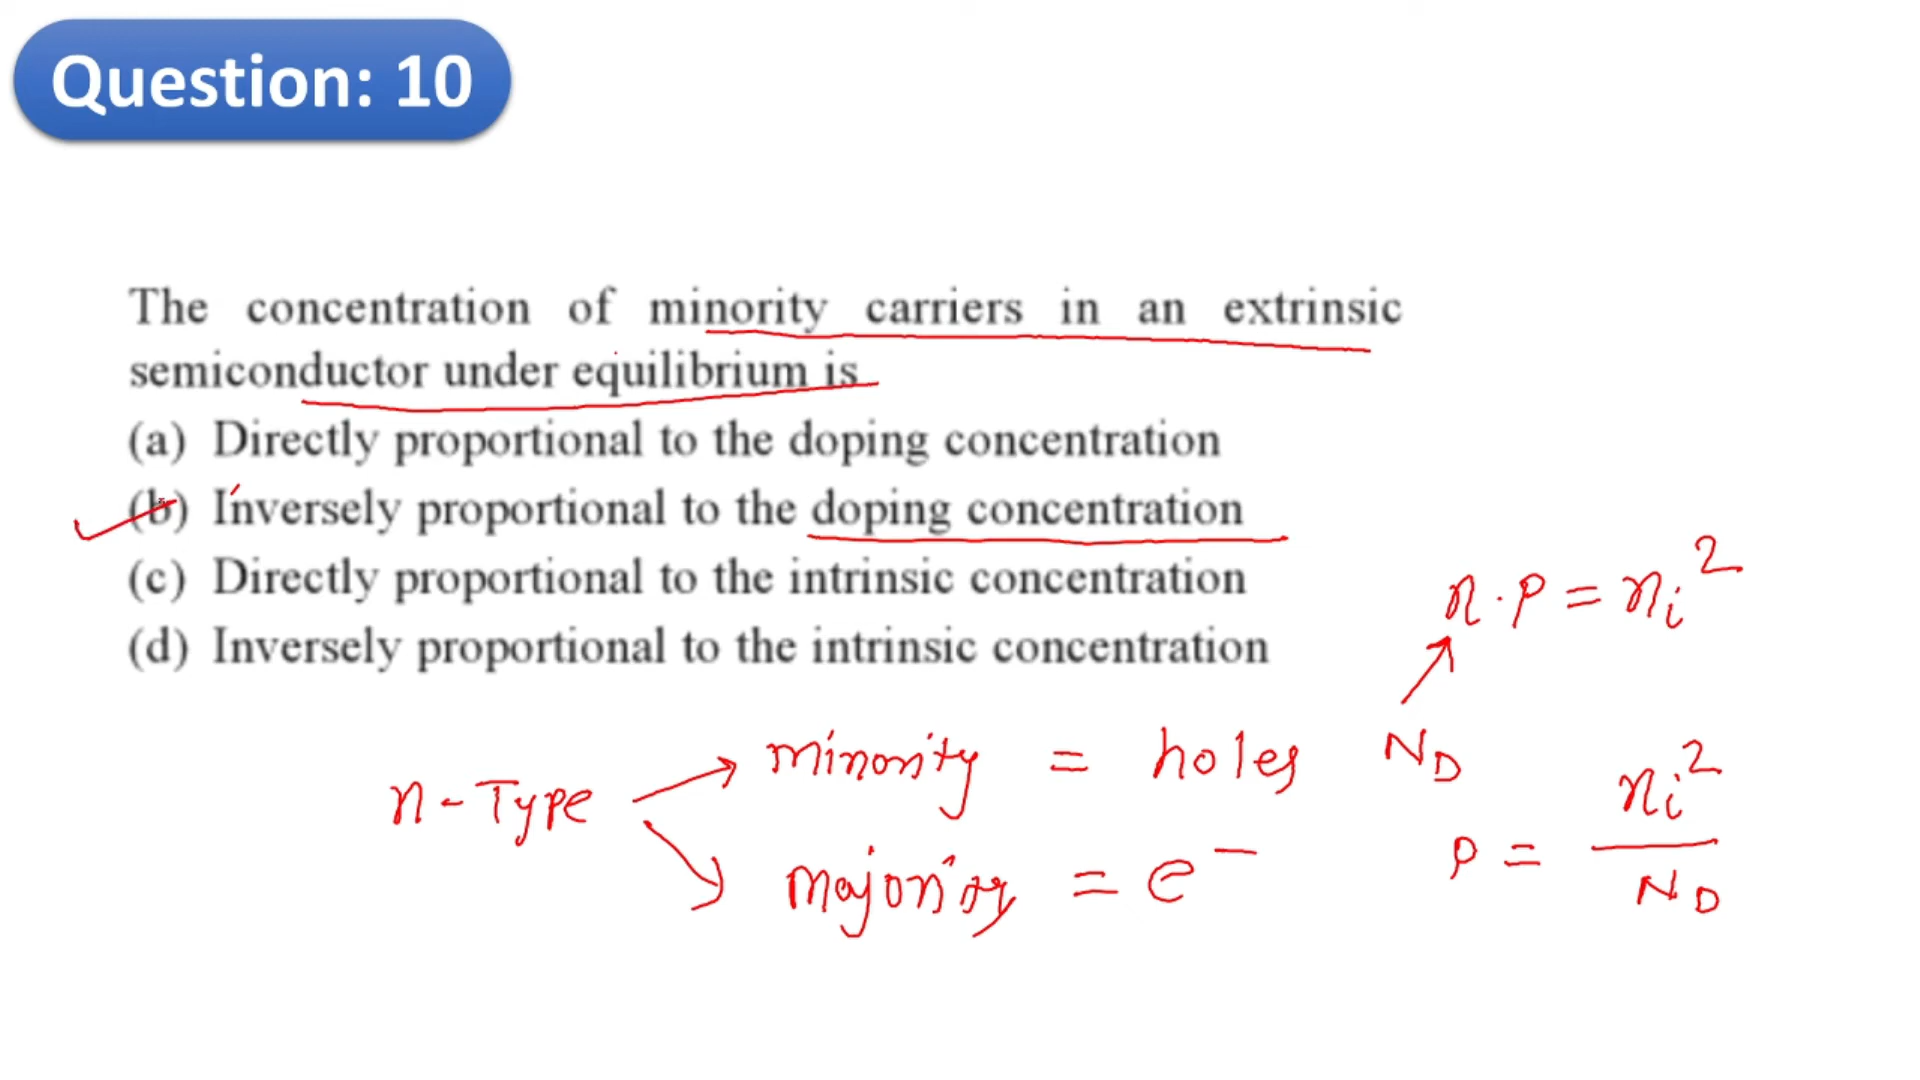 Question: 10
The concentration of minority carriers in an extrinsic
semiconductor under equilibrium is
(a) Directly proportional to the doping concentration
(b) Inversely proportional to the doping concentration
(c) Directly proportional to the intrinsic concentration
(d) Inversely proportional to the intrinsic concentration
n · p = nᵢ²
N_D
n-Type
minority = holes
majority = e⁻
p = nᵢ² / N_D